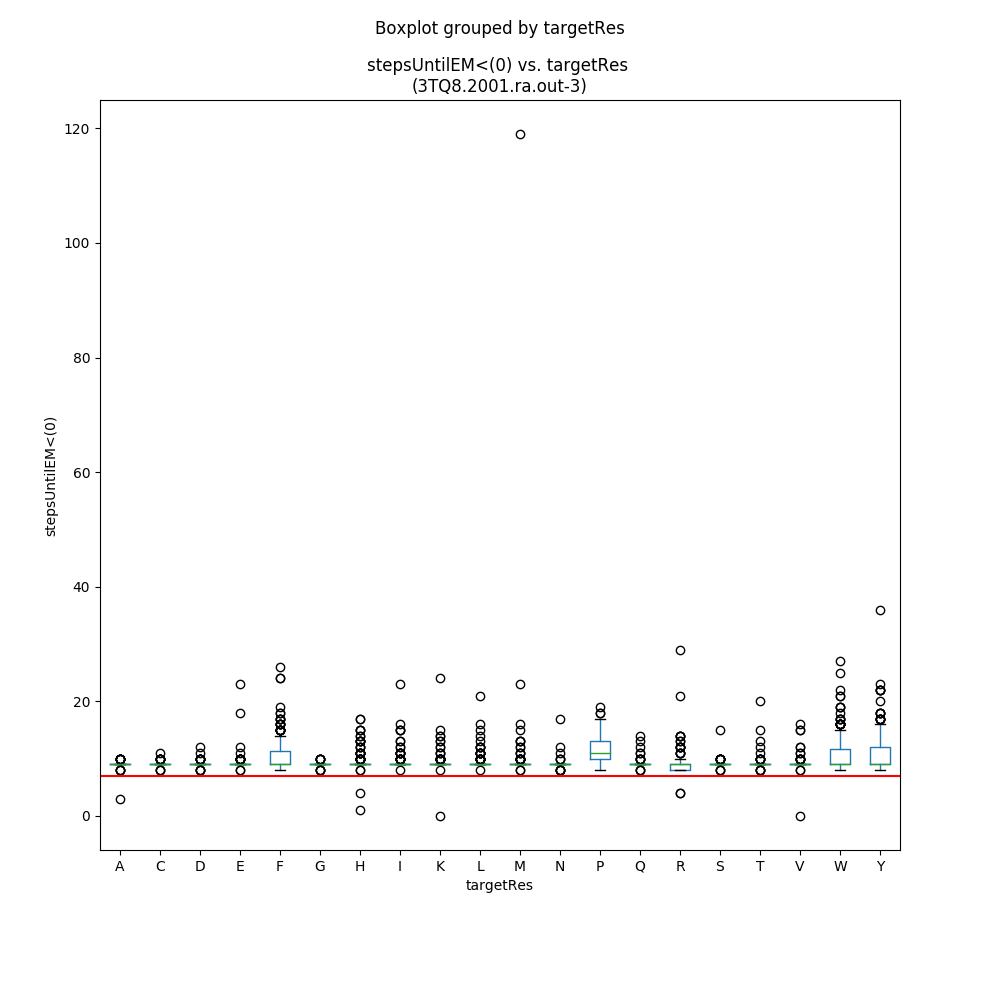 Boxplot grouped by targetRes
stepsUntilEM<(0) vs. targetRes
(3TQ8.2001.ra.out-3)
120
100
80
60
40
20
0
stepsUntilEM<(0)
A C D E F G H I K L M N P Q R S T V W Y
targetRes